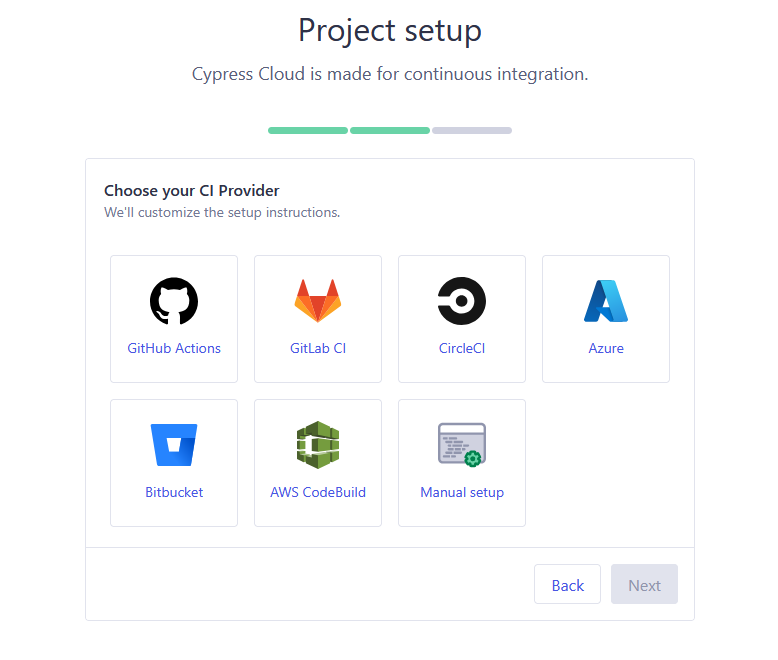 Project setup
Cypress Cloud is made for continuous integration.
Choose your CI Provider
We'll customize the setup instructions.
GitHub Actions
GitLab CI
CircleCI
Azure
Bitbucket
AWS CodeBuild
Manual setup
Back
Next